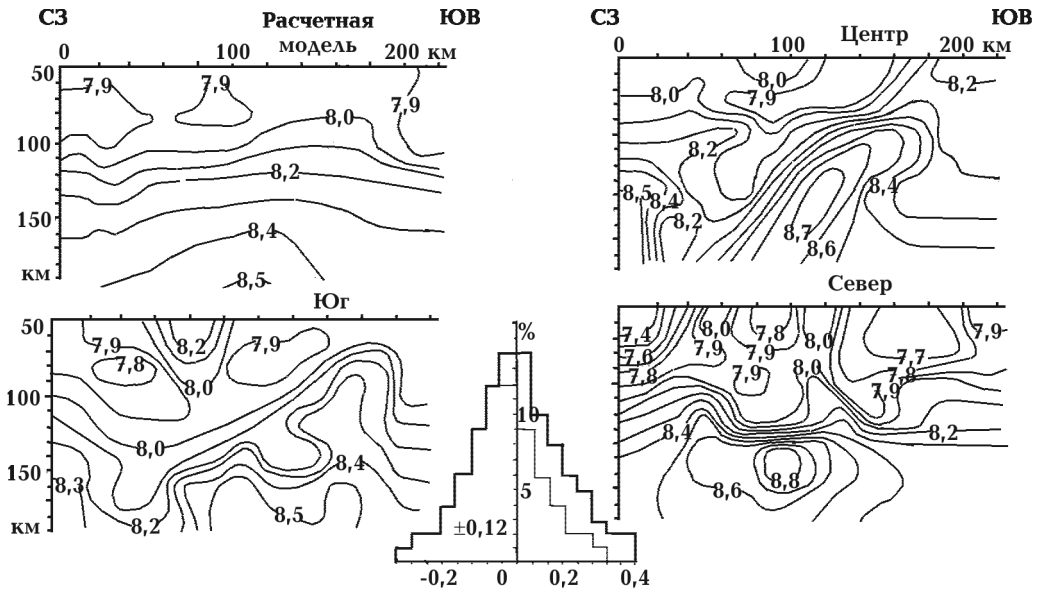 СЗ Расчетная модель ЮВ
0 100 200 км
50
100
150
км
7,9 7,9 7,9
8,0
8,2
8,4
8,5
СЗ Центр ЮВ
0 100 200 км
8,0 8,2
8,0 7,9
8,2
8,5 8,4 8,4
8,2
8,7
8,6
Юг
50
100
150
км
7,9 8,2 7,9
7,8
8,0
8,0
8,4
8,3
8,5
8,2
%
10
5
±0,12
-0,2 0 0,2 0,4
Север
7,4 8,0 7,8 8,0 7,9
7,6 7,9 7,9 7,7
7,8 7,9 8,0 7,8
7,9
8,4 8,2
8,6 8,8